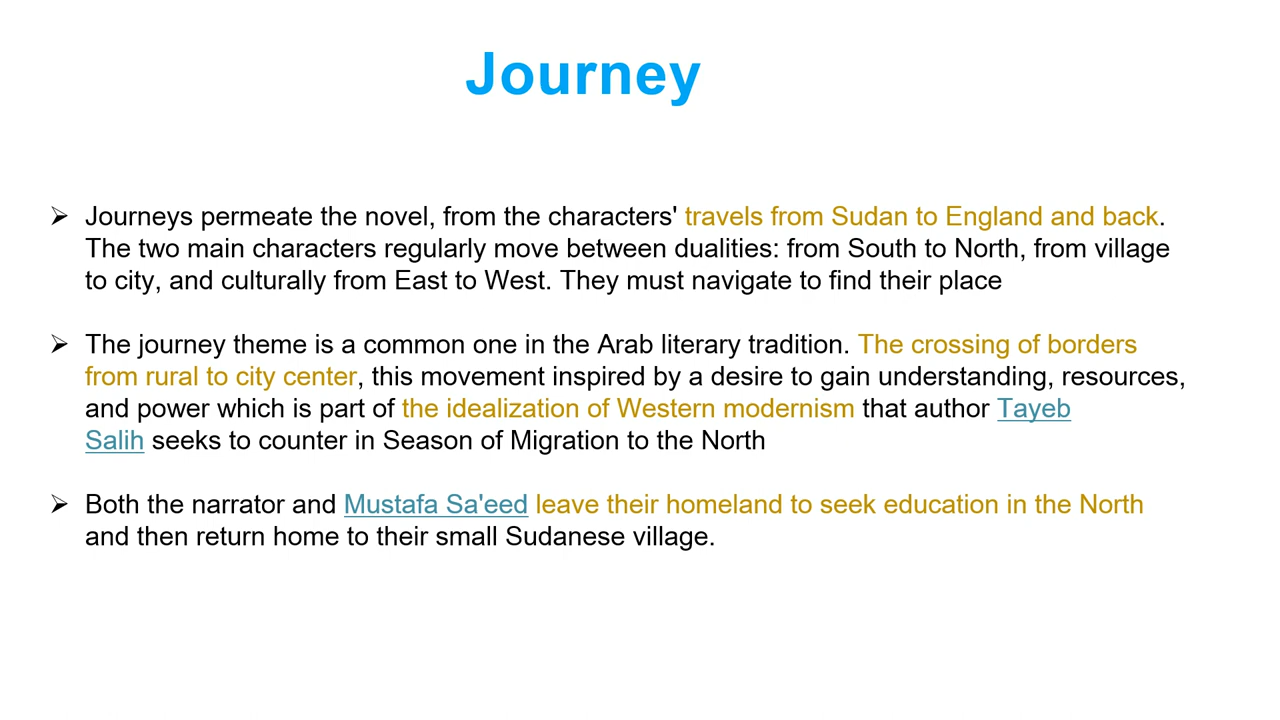 Journey
Journeys permeate the novel, from the characters' travels from Sudan to England and back.
The two main characters regularly move between dualities: from South to North, from village
to city, and culturally from East to West. They must navigate to find their place
The journey theme is a common one in the Arab literary tradition. The crossing of borders
from rural to city center, this movement inspired by a desire to gain understanding, resources,
and power which is part of the idealization of Western modernism that author Tayeb
Salih seeks to counter in Season of Migration to the North
Both the narrator and Mustafa Sa'eed leave their homeland to seek education in the North
and then return home to their small Sudanese village.